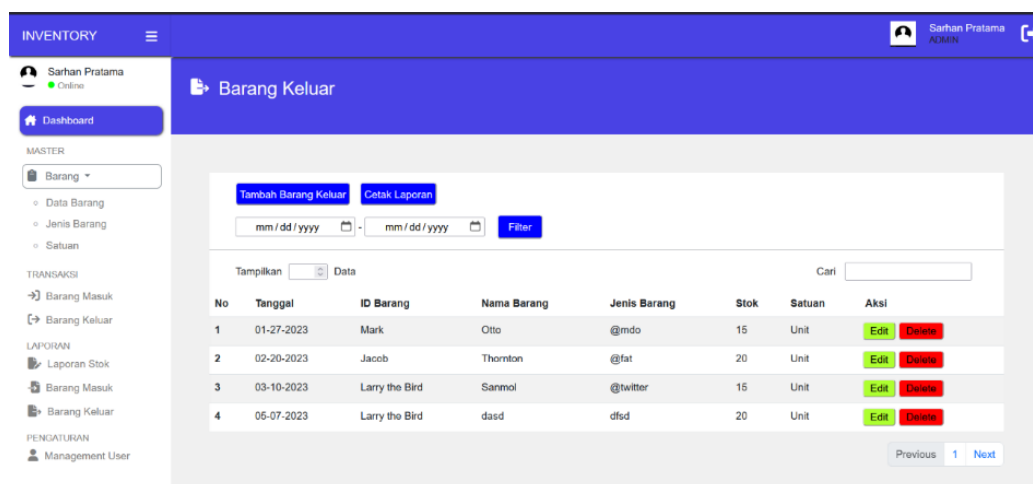 INVENTORY
Sarhan Pratama
ADMIN
Sarhan Pratama
Online
Dashboard
MASTER
Barang
Data Barang
Jenis Barang
Satuan
TRANSAKSI
Barang Masuk
Barang Keluar
LAPORAN
Laporan Stok
Barang Masuk
Barang Keluar
PENGATURAN
Management User
Barang Keluar
Tambah Barang Keluar Cetak Laporan
mm/dd/yyyy - mm/dd/yyyy Filter
Tampilkan Data Cari
No Tanggal ID Barang Nama Barang Jenis Barang Stok Satuan Aksi
1 01-27-2023 Mark Otto @mdo 15 Unit Edit Delete
2 02-20-2023 Jacob Thornton @fat 20 Unit Edit Delete
3 03-10-2023 Larry the Bird Sanmol @twitter 15 Unit Edit Delete
4 05-07-2023 Larry the Bird dasd dfsd 20 Unit Edit Delete
Previous 1 Next